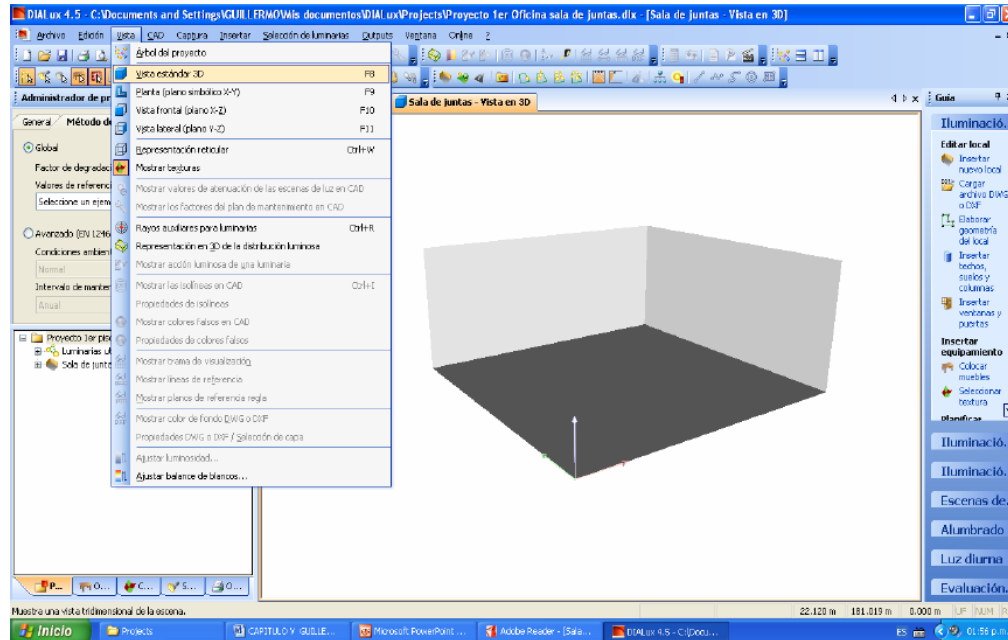 DIALux 4.5 - C:\Documents and Settings\GUILLERMO\Mis documentos\DIALux\Projects\Proyecto 1er Oficina sala de juntas.dlx - [Sala de juntas - Vista en 3D]
Archivo Edición Vista CAD Captura Insertar Selección de luminarias Outputs Ventana Online ?
Árbol del proyecto
Vista estándar 3D F8
Planta (plano simbólico X-Y) F9
Vista frontal (plano X-Z) F10
Vista lateral (plano Y-Z) F11
Representación reticular Ctrl+W
Mostrar texturas
Mostrar valores de atenuación de las escenas de luz en CAD
Mostrar los factores del plan de mantenimiento en CAD
Rayos auxiliares para luminarias Ctrl+R
Representación en 3D de la distribución luminosa
Mostrar acción luminosa de una luminaria
Mostrar las isolíneas en CAD Ctrl+I
Propiedades de isolíneas
Mostrar colores falsos en CAD
Propiedades de colores falsos
Mostrar trama de visualización
Mostrar líneas de referencia
Mostrar planos de referencia regla
Mostrar color de fondo DWG o DXF
Propiedades DWG o DXF / Selección de capa
Ajustar luminosidad...
Ajustar balance de blancos...
Administrador de pr
General Método d
Global
Factor de degradaci
Valores de referenci
Seleccione un ejem
Avanzado (EN 12464
Condiciones ambien
Normal
Intervalo de manten
Anual
Proyecto 1er piso
Luminarias ut
Sala de junta
P... O... C... S... O...
Sala de juntas - Vista en 3D
Guía
Iluminació.
Editar local
Insertar
nuevo local
Cargar
archivo DWG
o DXF
Elaborar
geometría
del local
Insertar
techos,
suelos y
columnas
Insertar
ventanas y
puertas
Insertar
equipamiento
Colocar
muebles
Seleccionar
textura
Planificar
Iluminació.
Iluminació.
Escenas de.
Alumbrado
Luz diurna
Evaluación.
Muestra una vista tridimensional de la escena. 22.120 m 181.019 m 0.000 m NUM
Inicio Projects CAPITULO V GUILLE... Microsoft PowerPoint ... Adobe Reader - [Sala... DIALux 4.5 - C:\Docu... ES 01:56 p.m.